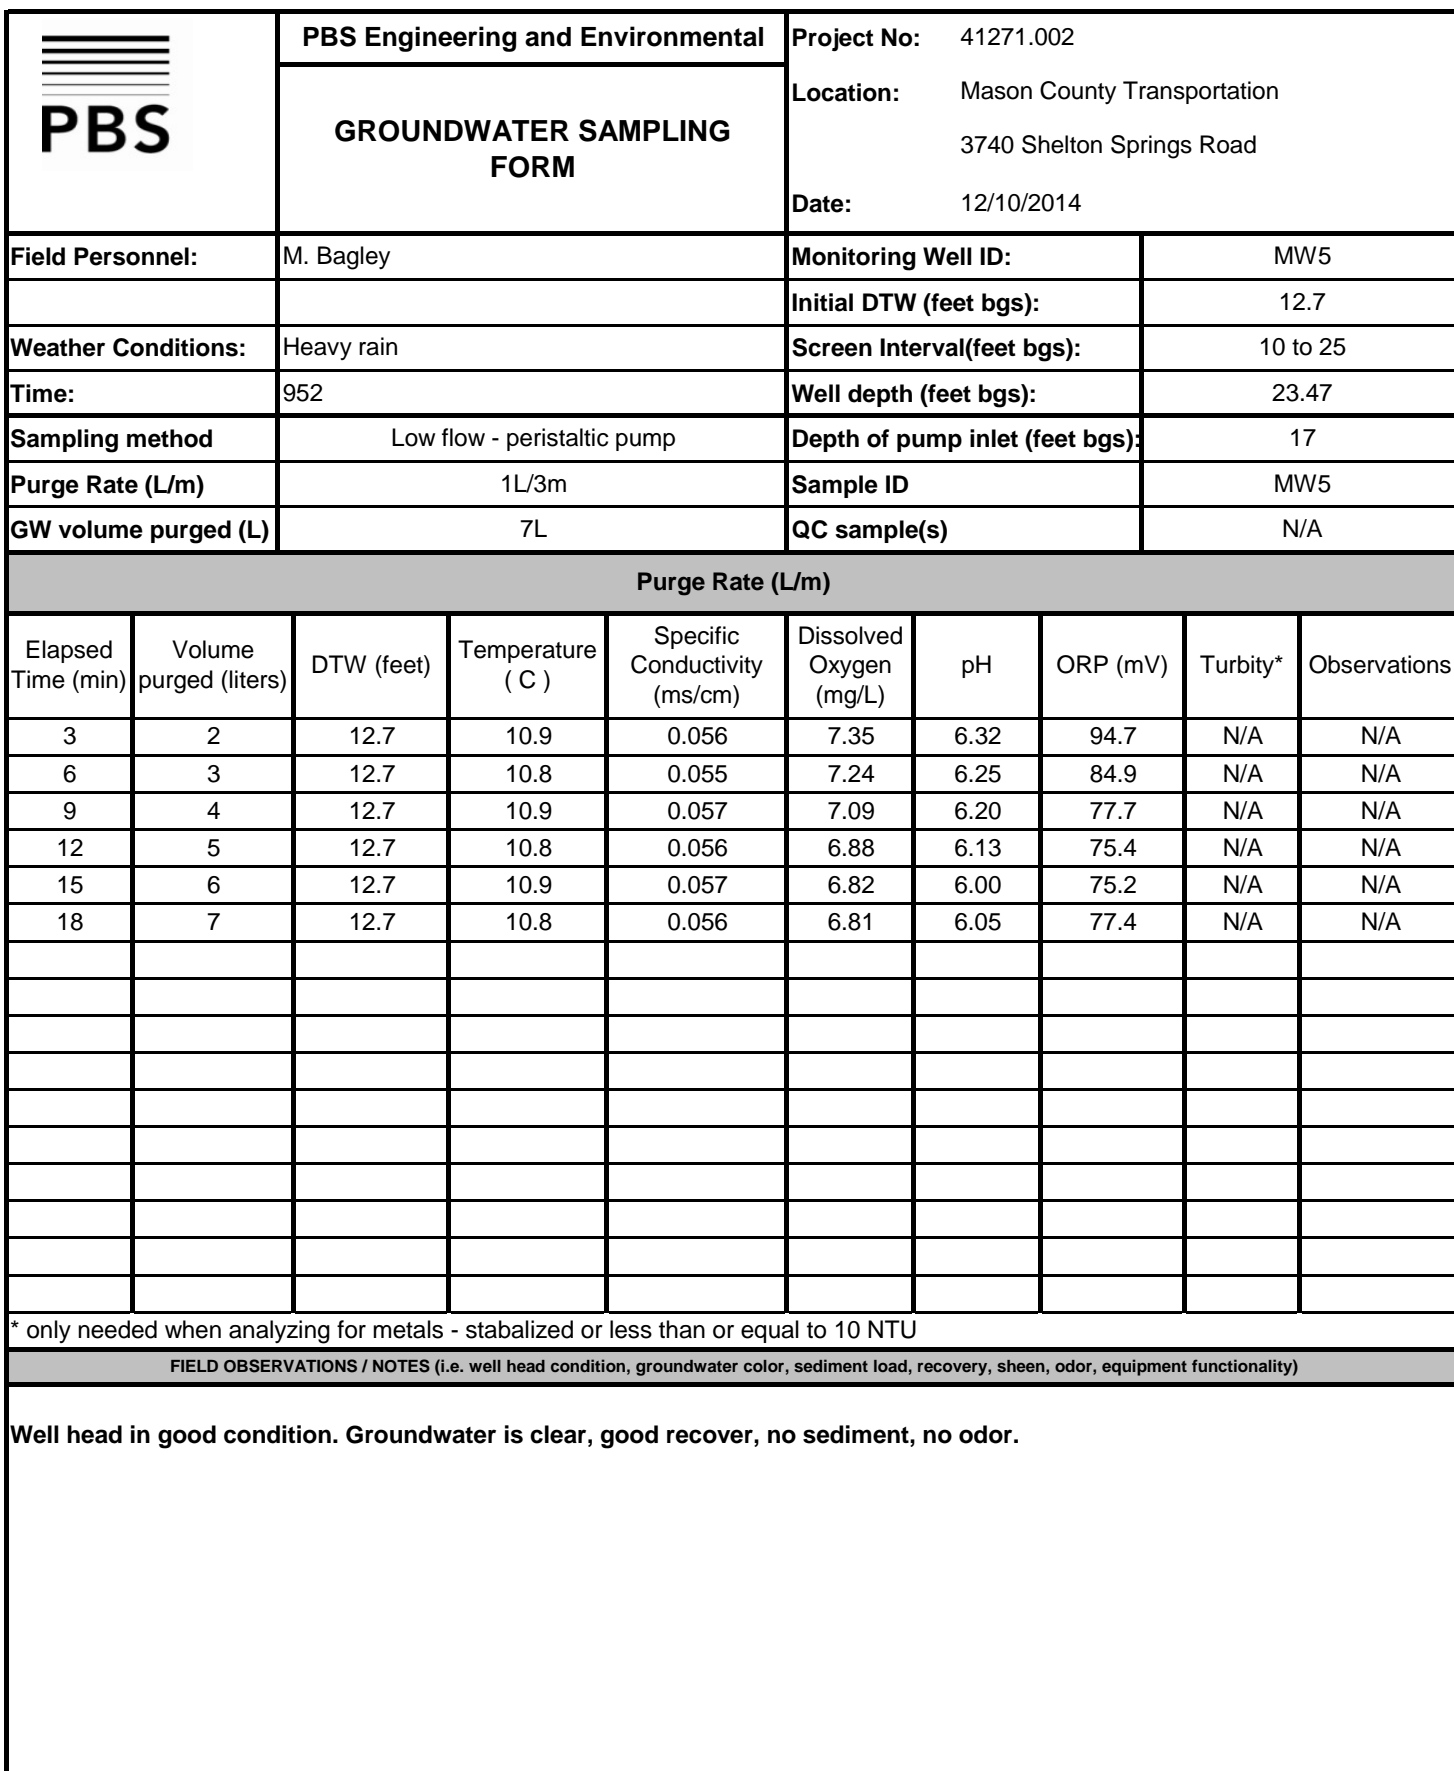 PBS
PBS Engineering and Environmental
GROUNDWATER SAMPLING
FORM
Project No: 41271.002
Location: Mason County Transportation
3740 Shelton Springs Road
Date: 12/10/2014
Field Personnel: M. Bagley Monitoring Well ID: MW5
Initial DTW (feet bgs): 12.7
Weather Conditions: Heavy rain Screen Interval(feet bgs): 10 to 25
Time: 952 Well depth (feet bgs): 23.47
Sampling method Low flow - peristaltic pump Depth of pump inlet (feet bgs): 17
Purge Rate (L/m) 1L/3m Sample ID MW5
GW volume purged (L) 7L QC sample(s) N/A
Purge Rate (L/m)
Elapsed
Time (min)
Volume
purged (liters)
DTW (feet)
Temperature
( C )
Specific
Conductivity
(ms/cm)
Dissolved
Oxygen
(mg/L)
pH
ORP (mV)
Turbity*
Observations
3 2 12.7 10.9 0.056 7.35 6.32 94.7 N/A N/A
6 3 12.7 10.8 0.055 7.24 6.25 84.9 N/A N/A
9 4 12.7 10.9 0.057 7.09 6.20 77.7 N/A N/A
12 5 12.7 10.8 0.056 6.88 6.13 75.4 N/A N/A
15 6 12.7 10.9 0.057 6.82 6.00 75.2 N/A N/A
18 7 12.7 10.8 0.056 6.81 6.05 77.4 N/A N/A
* only needed when analyzing for metals - stabalized or less than or equal to 10 NTU
FIELD OBSERVATIONS / NOTES (i.e. well head condition, groundwater color, sediment load, recovery, sheen, odor, equipment functionality)
Well head in good condition. Groundwater is clear, good recover, no sediment, no odor.